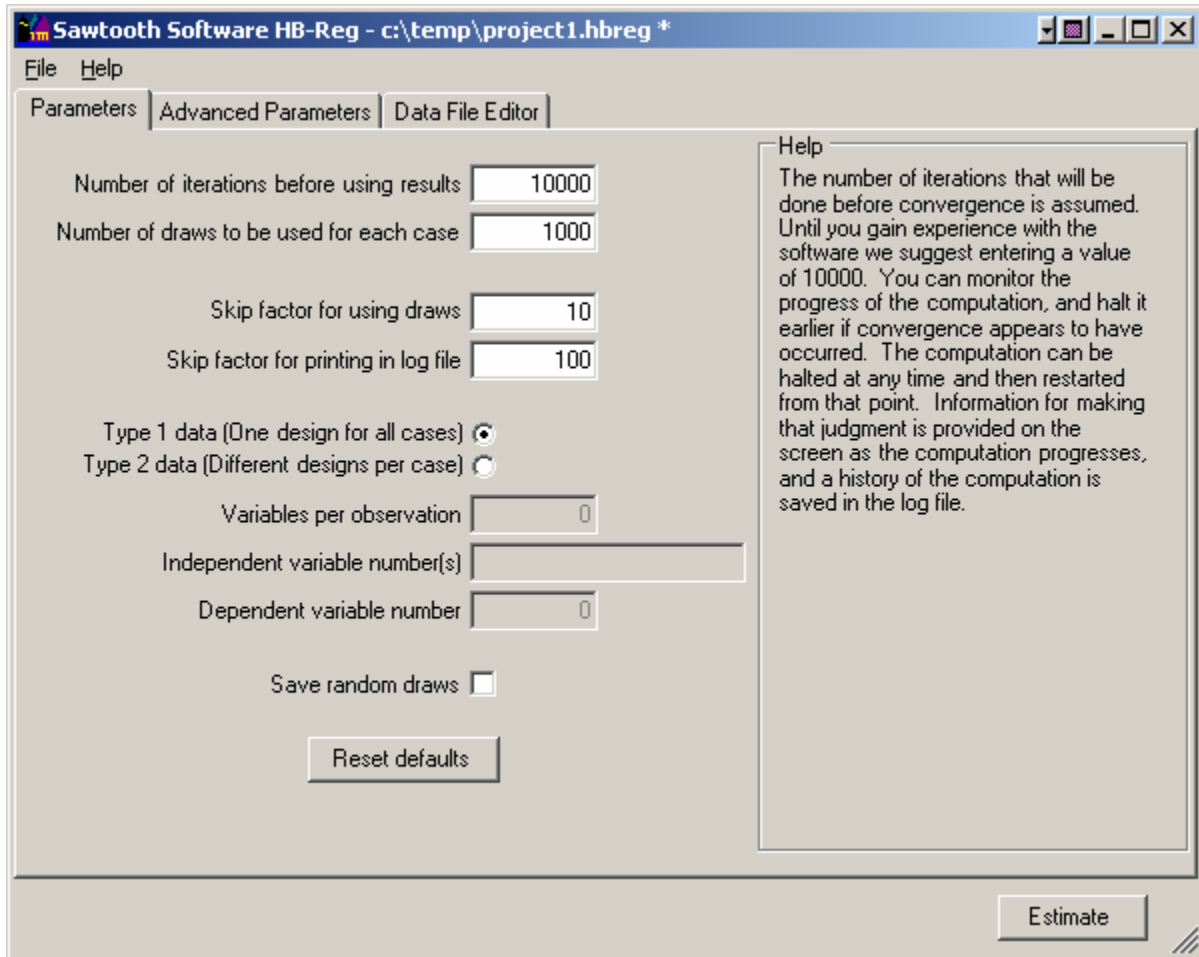 Sawtooth Software HB-Reg - c:\temp\project1.hbreg *
File Help
Parameters Advanced Parameters Data File Editor
Number of iterations before using results 10000
Number of draws to be used for each case 1000
Skip factor for using draws 10
Skip factor for printing in log file 100
Type 1 data (One design for all cases)
Type 2 data (Different designs per case)
Variables per observation 0
Independent variable number(s)
Dependent variable number 0
Save random draws
Reset defaults
Help
The number of iterations that will be
done before convergence is assumed.
Until you gain experience with the
software we suggest entering a value
of 10000. You can monitor the
progress of the computation, and halt it
earlier if convergence appears to have
occurred. The computation can be
halted at any time and then restarted
from that point. Information for making
that judgment is provided on the
screen as the computation progresses,
and a history of the computation is
saved in the log file.
Estimate